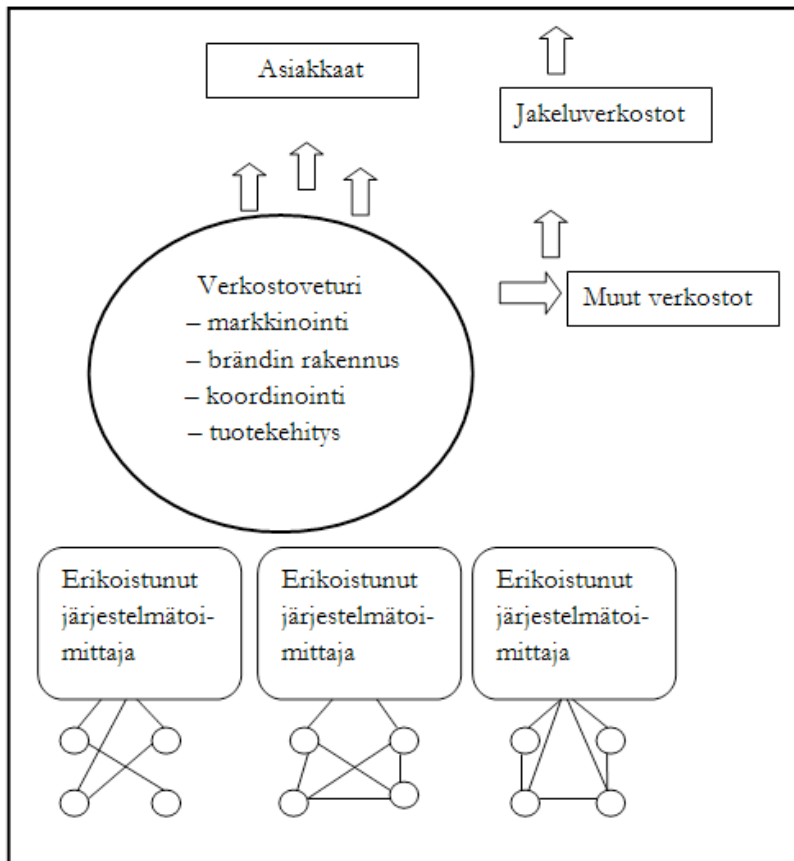 Asiakkaat
Jakeluverkostot
Verkostoveturi
– markkinointi
– brändin rakennus
– koordinointi
– tuotekehitys
Muut verkostot
Erikoistunut
järjestelmätoi-
mittaja
Erikoistunut
järjestelmätoi-
mittaja
Erikoistunut
järjestelmätoi-
mittaja